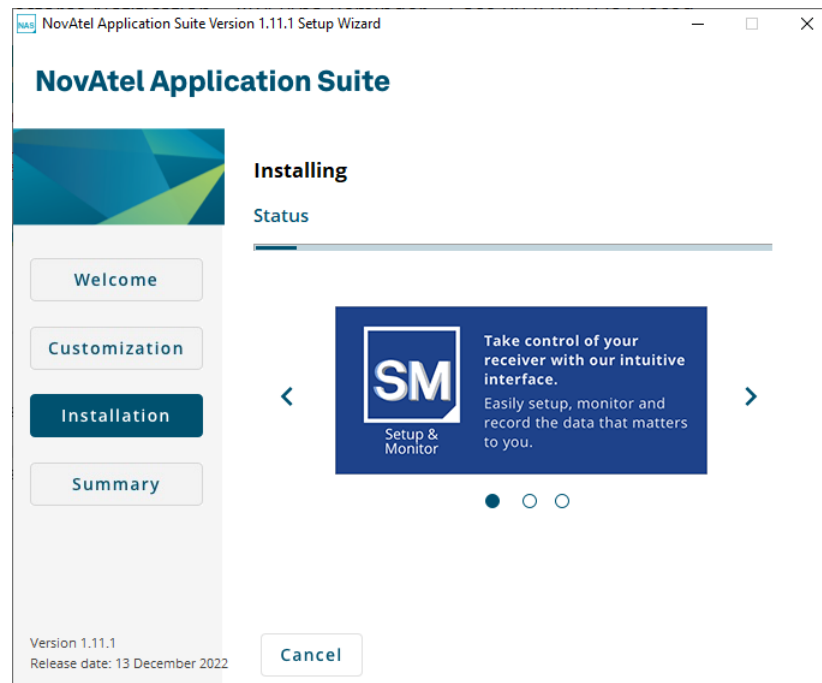 NAS
NovAtel Application Suite Version 1.11.1 Setup Wizard
NovAtel Application Suite
Installing
Status
Welcome
Customization
Installation
Summary
SM
Setup &
Monitor
Take control of your
receiver with our intuitive
interface.
Easily setup, monitor and
record the data that matters
to you.
Version 1.11.1
Release date: 13 December 2022
Cancel